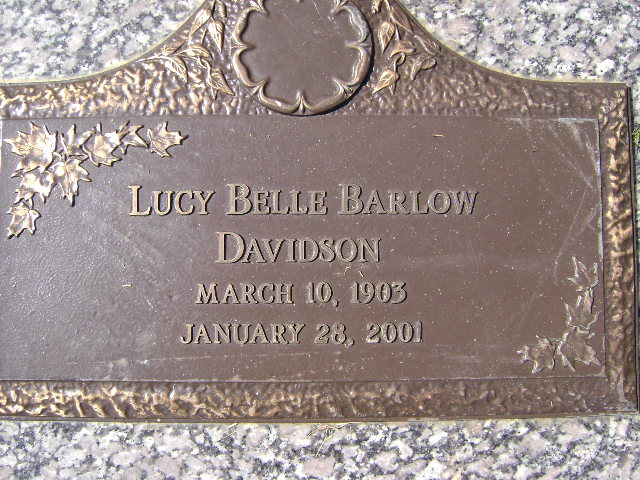 Lucy Belle Barlow
Davidson
March 10, 1903
January 28, 2001